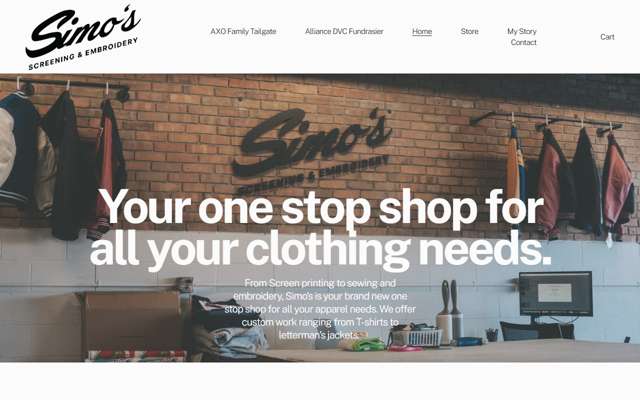 Simo's
SCREENING & EMBROIDERY
AXO Family Tailgate
Alliance DVC Fundrasier
Home
Store
My Story
Contact
Cart
Simo's
SCREENING & EMBROIDERY
Your one stop shop for
all your clothing needs.
From Screen printing to sewing and
embroidery, Simo's is your brand new one
stop shop for all your apparel needs. We offer
custom work ranging from T-shirts to
letterman's jackets.